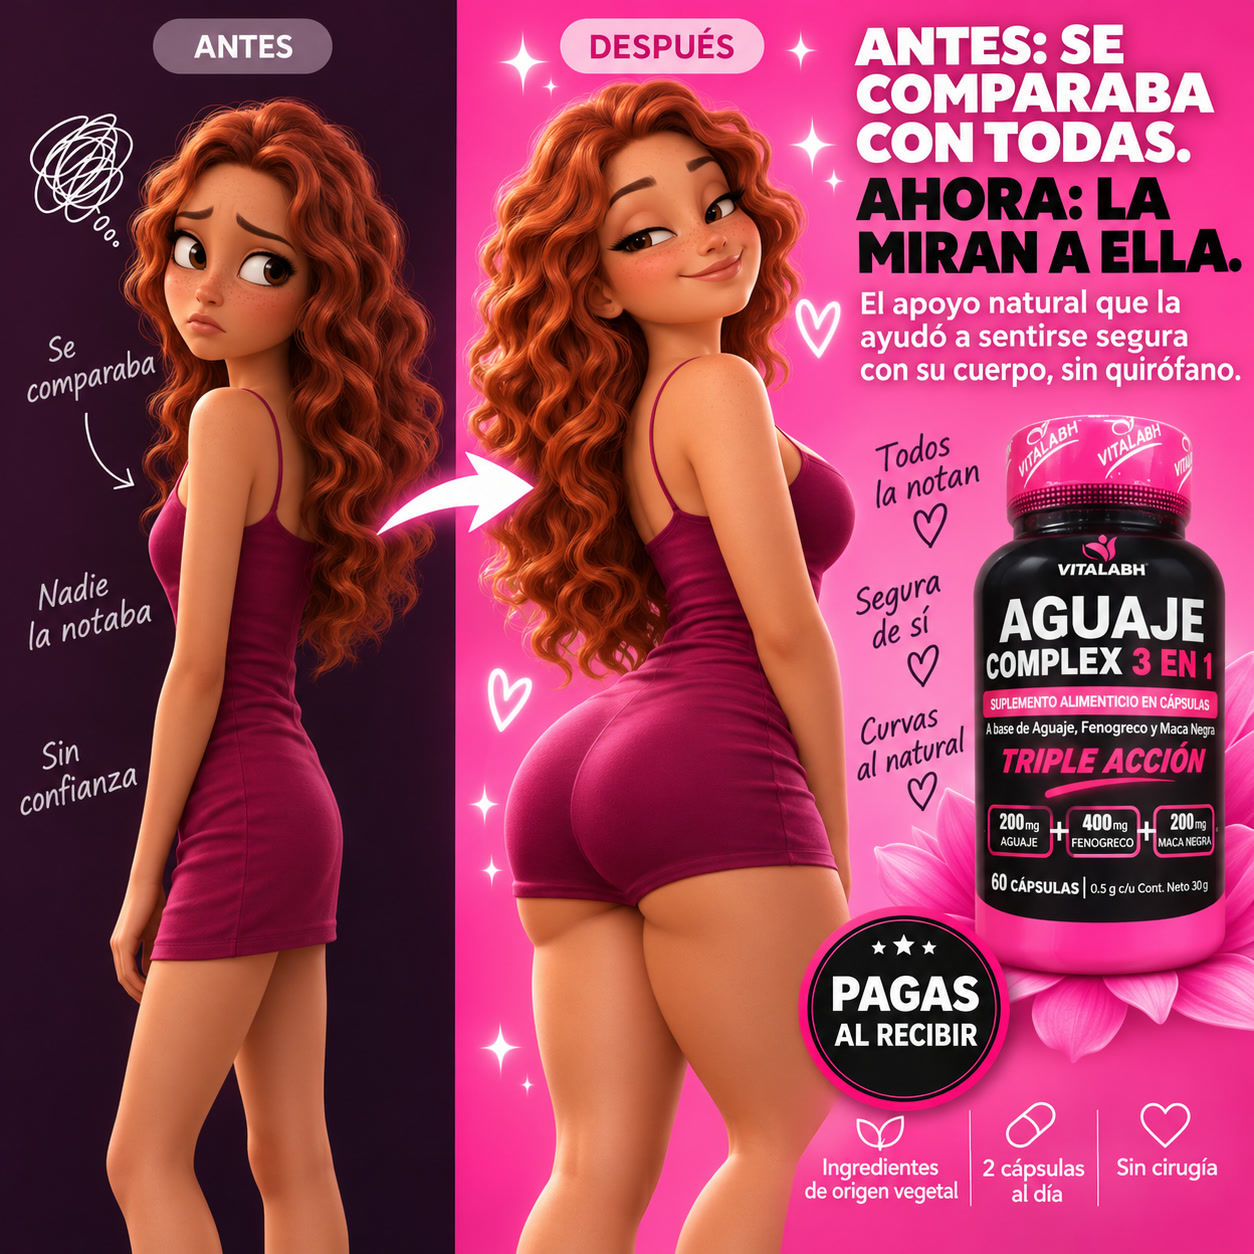 ANTES
DESPUÉS
ANTES: SE
COMPARABA
CON TODAS.
AHORA: LA
MIRAN A ELLA.
El apoyo natural que la
ayudó a sentirse segura
con su cuerpo, sin quirófano.
Se
comparaba
Nadie
la notaba
Sin
confianza
Todos
la notan
Segura
de sí
Curvas
al natural
VITALABH
VITALABH
VITALABH
VITALABH
AGUAJE
COMPLEX 3 EN 1
SUPLEMENTO ALIMENTICIO EN CÁPSULAS
A base de Aguaje, Fenogreco y Maca Negra
TRIPLE ACCIÓN
200mg + 400mg + 200mg
AGUAJE FENOGRECO MACA NEGRA
60 CÁPSULAS | 0.5 g c/u Cont. Neto 30 g
PAGAS
AL RECIBIR
Ingredientes
de origen vegetal
2 cápsulas
al día
Sin cirugía